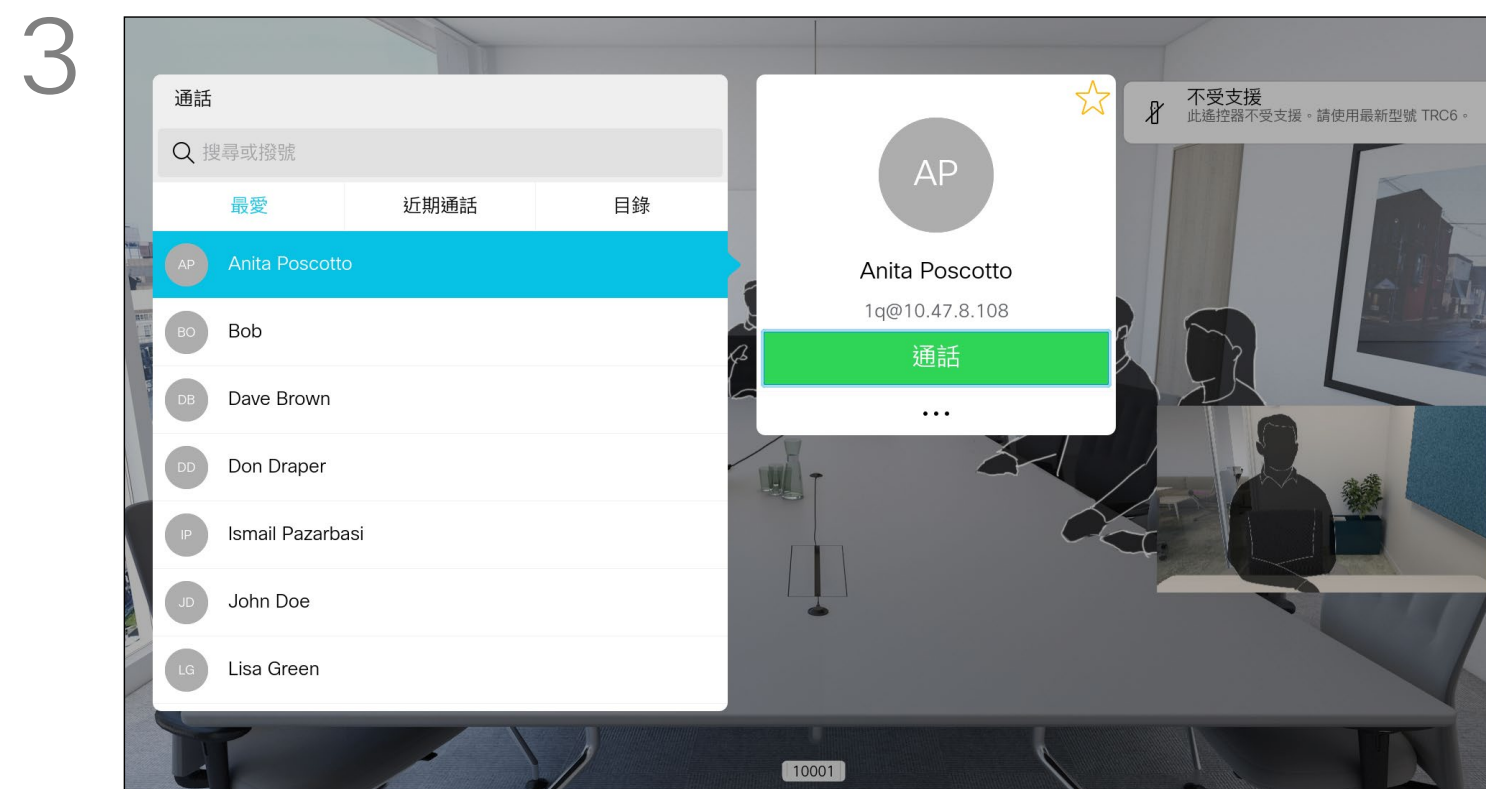 3
通話
搜尋或撥號
最愛 近期通話 目錄
AP Anita Poscotto
BO Bob
DB Dave Brown
DD Don Draper
IP Ismail Pazarbasi
JD John Doe
LG Lisa Green
AP
Anita Poscotto
1q@10.47.8.108
通話
...
不受支援
此遙控器不受支援。請使用最新型號 TRC6。
10001